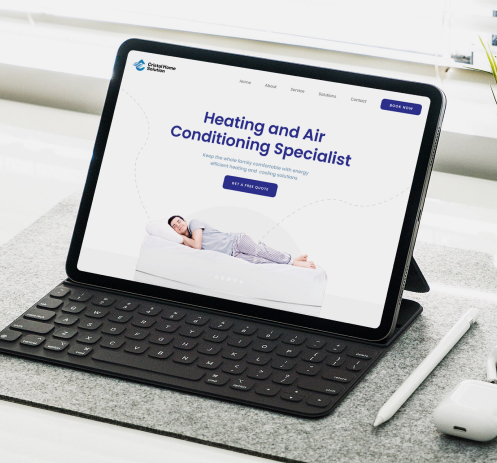 Cristal Home
Solution
Home
About
Service
Solutions
Contact
BOOK NOW
Heating and Air
Conditioning Specialist
Keep the whole family comfortable with energy
efficient heating and cooling solutions
GET A FREE QUOTE